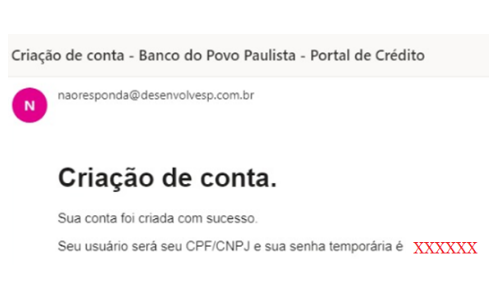 Criação de conta - Banco do Povo Paulista - Portal de Crédito
N
naoresponda@desenvolvesp.com.br
Criação de conta.
Sua conta foi criada com sucesso.
Seu usuário será seu CPF/CNPJ e sua senha temporária é XXXXXX